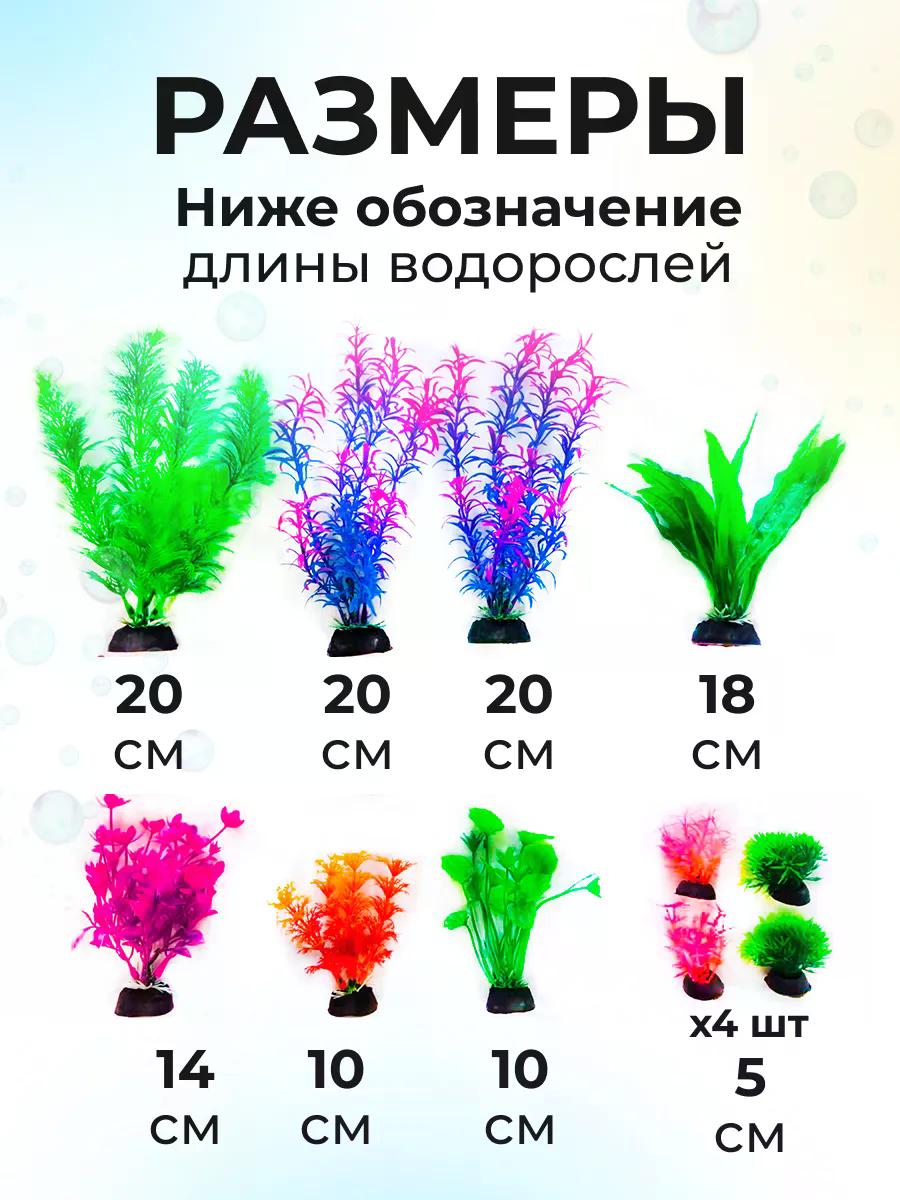 РАЗМЕРЫ
Ниже обозначение
длины водорослей
20 20 20 18
см см см см
x4 шт
14 10 10 5
см см см см